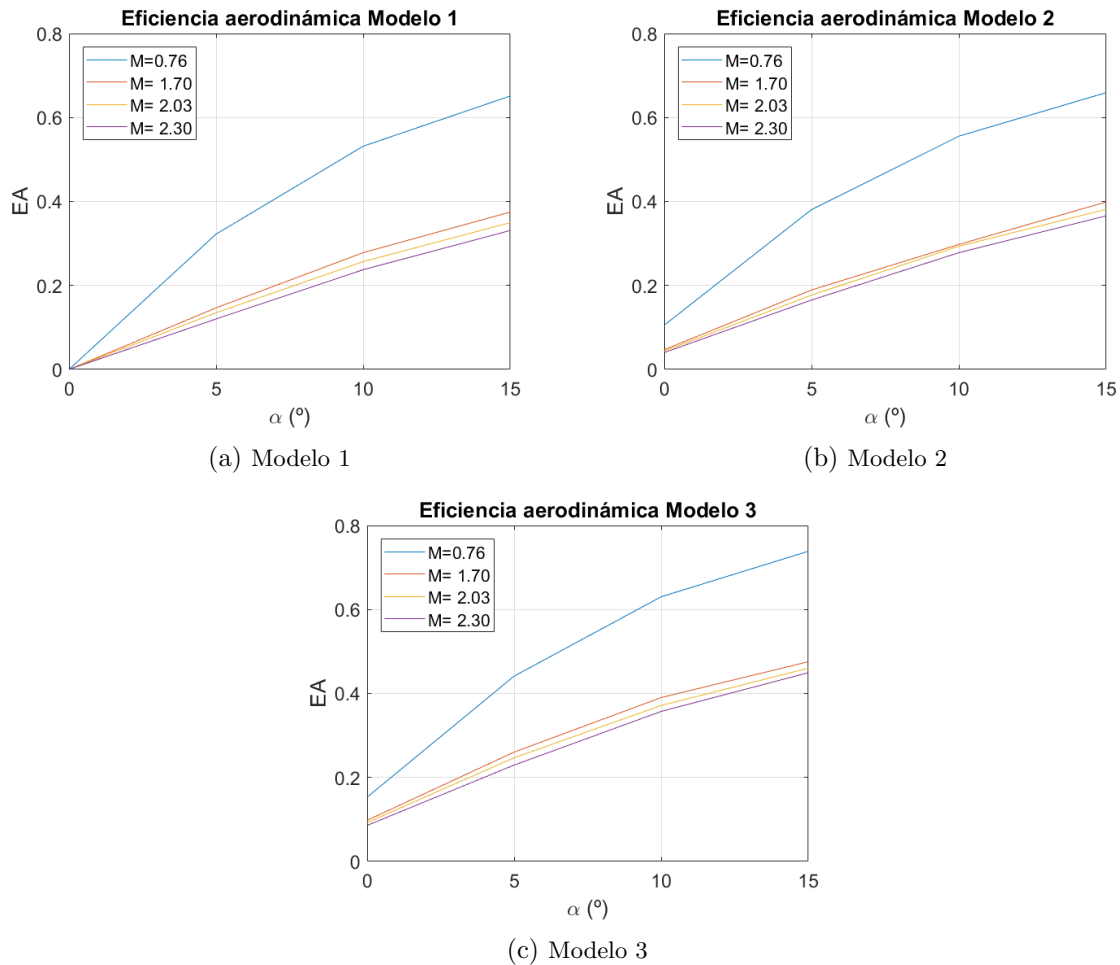 Eficiencia aerodinámica Modelo 1
0.8
0.6
0.4
0.2
0
EA
M=0.76
M= 1.70
M= 2.03
M= 2.30
0 5 10 15
α (º)
(a) Modelo 1
Eficiencia aerodinámica Modelo 2
0.8
0.6
0.4
0.2
0
EA
M=0.76
M= 1.70
M= 2.03
M= 2.30
0 5 10 15
α (º)
(b) Modelo 2
Eficiencia aerodinámica Modelo 3
0.8
0.6
0.4
0.2
0
EA
M=0.76
M= 1.70
M= 2.03
M= 2.30
0 5 10 15
α (º)
(c) Modelo 3